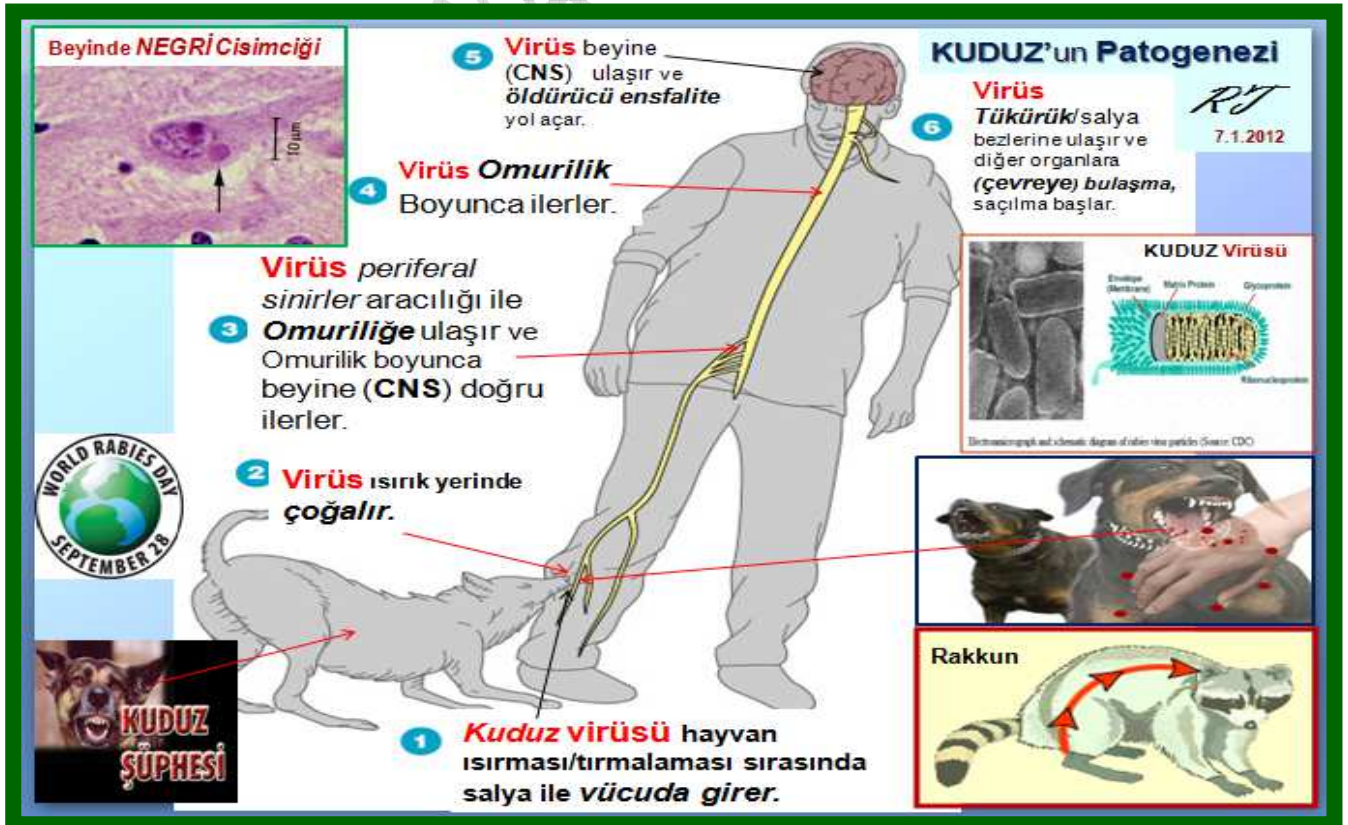 Beyinde NEGRİ Cisimciği
10 µm
5
Virüs beyine
(CNS) ulaşır ve
öldürücü ensfalite
yol açar.
KUDUZ'un Patogenezi
7.1.2012
6
Virüs
Tükürük/salya
bezlerine ulaşır ve
diğer organlara
(çevreye) bulaşma,
saçılma başlar.
4
Virüs Omurilik
Boyunca ilerler.
3
Virüs periferal
sinirler aracılığı ile
Omuriliğe ulaşır ve
Omurilik boyunca
beyine (CNS) doğru
ilerler.
KUDUZ Virüsü
Envelope
(Membrane)
Matrix Protein
Glycoprotein
Ribonucleoprotein
Electronmicrograph and schematic diagram of rabies virus particles (Source: CDC)
WORLD RABIES DAY
SEPTEMBER 28
2
Virüs ısırık yerinde
çoğalır.
KUDUZ
ŞÜPHESİ
Rakkun
1
Kuduz virüsü hayvan
ısırması/tırmalaması sırasında
salya ile vücuda girer.